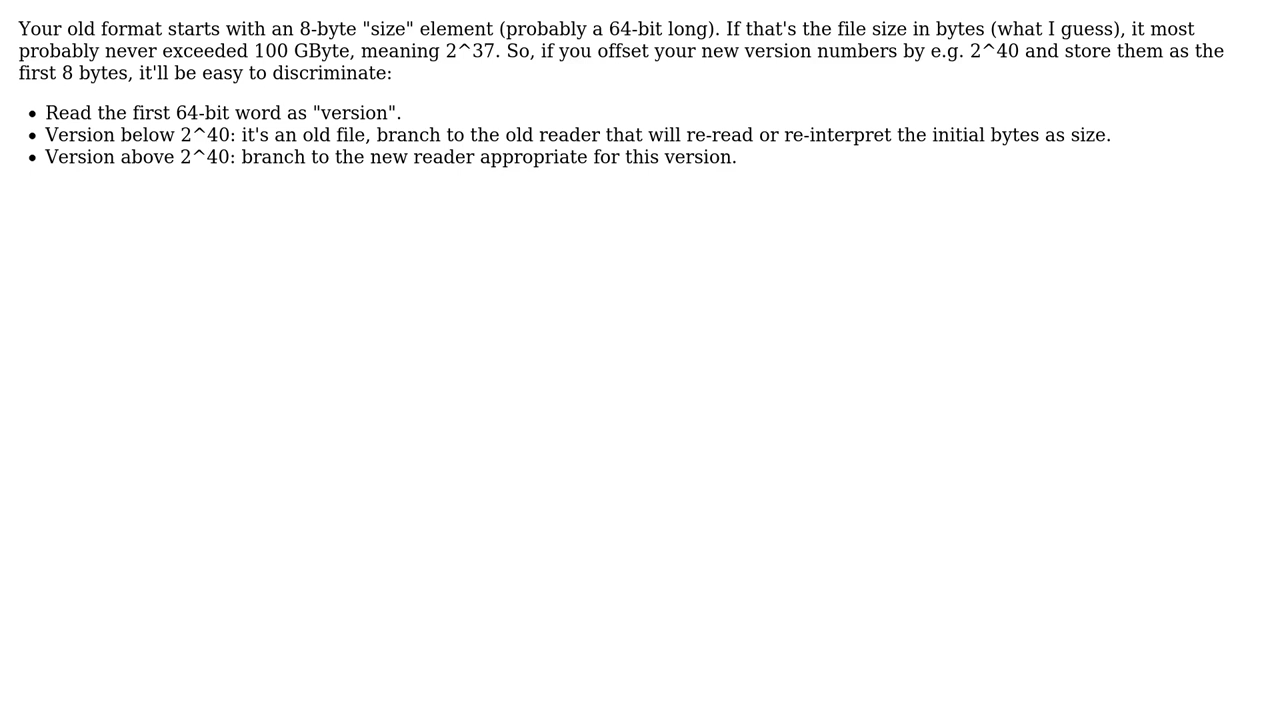 Your old format starts with an 8-byte "size" element (probably a 64-bit long). If that's the file size in bytes (what I guess), it most
probably never exceeded 100 GByte, meaning 2^37. So, if you offset your new version numbers by e.g. 2^40 and store them as the
first 8 bytes, it'll be easy to discriminate:
• Read the first 64-bit word as "version".
• Version below 2^40: it's an old file, branch to the old reader that will re-read or re-interpret the initial bytes as size.
• Version above 2^40: branch to the new reader appropriate for this version.